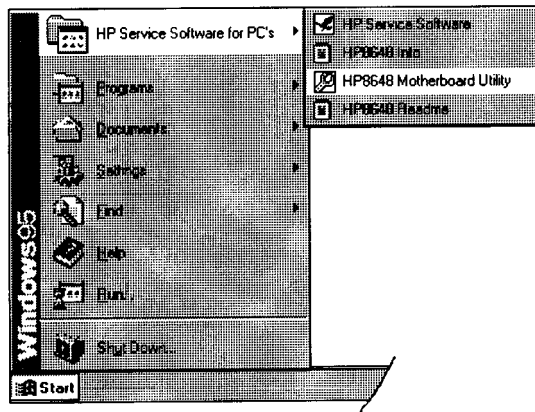 HP Service Software for PC's
HP Service Software
HP8648 Info
HP8648 Motherboard Utility
HP8648 Readme
Programs
Documents
Settings
Find
Help
Run...
Shut Down...
Windows95
Start